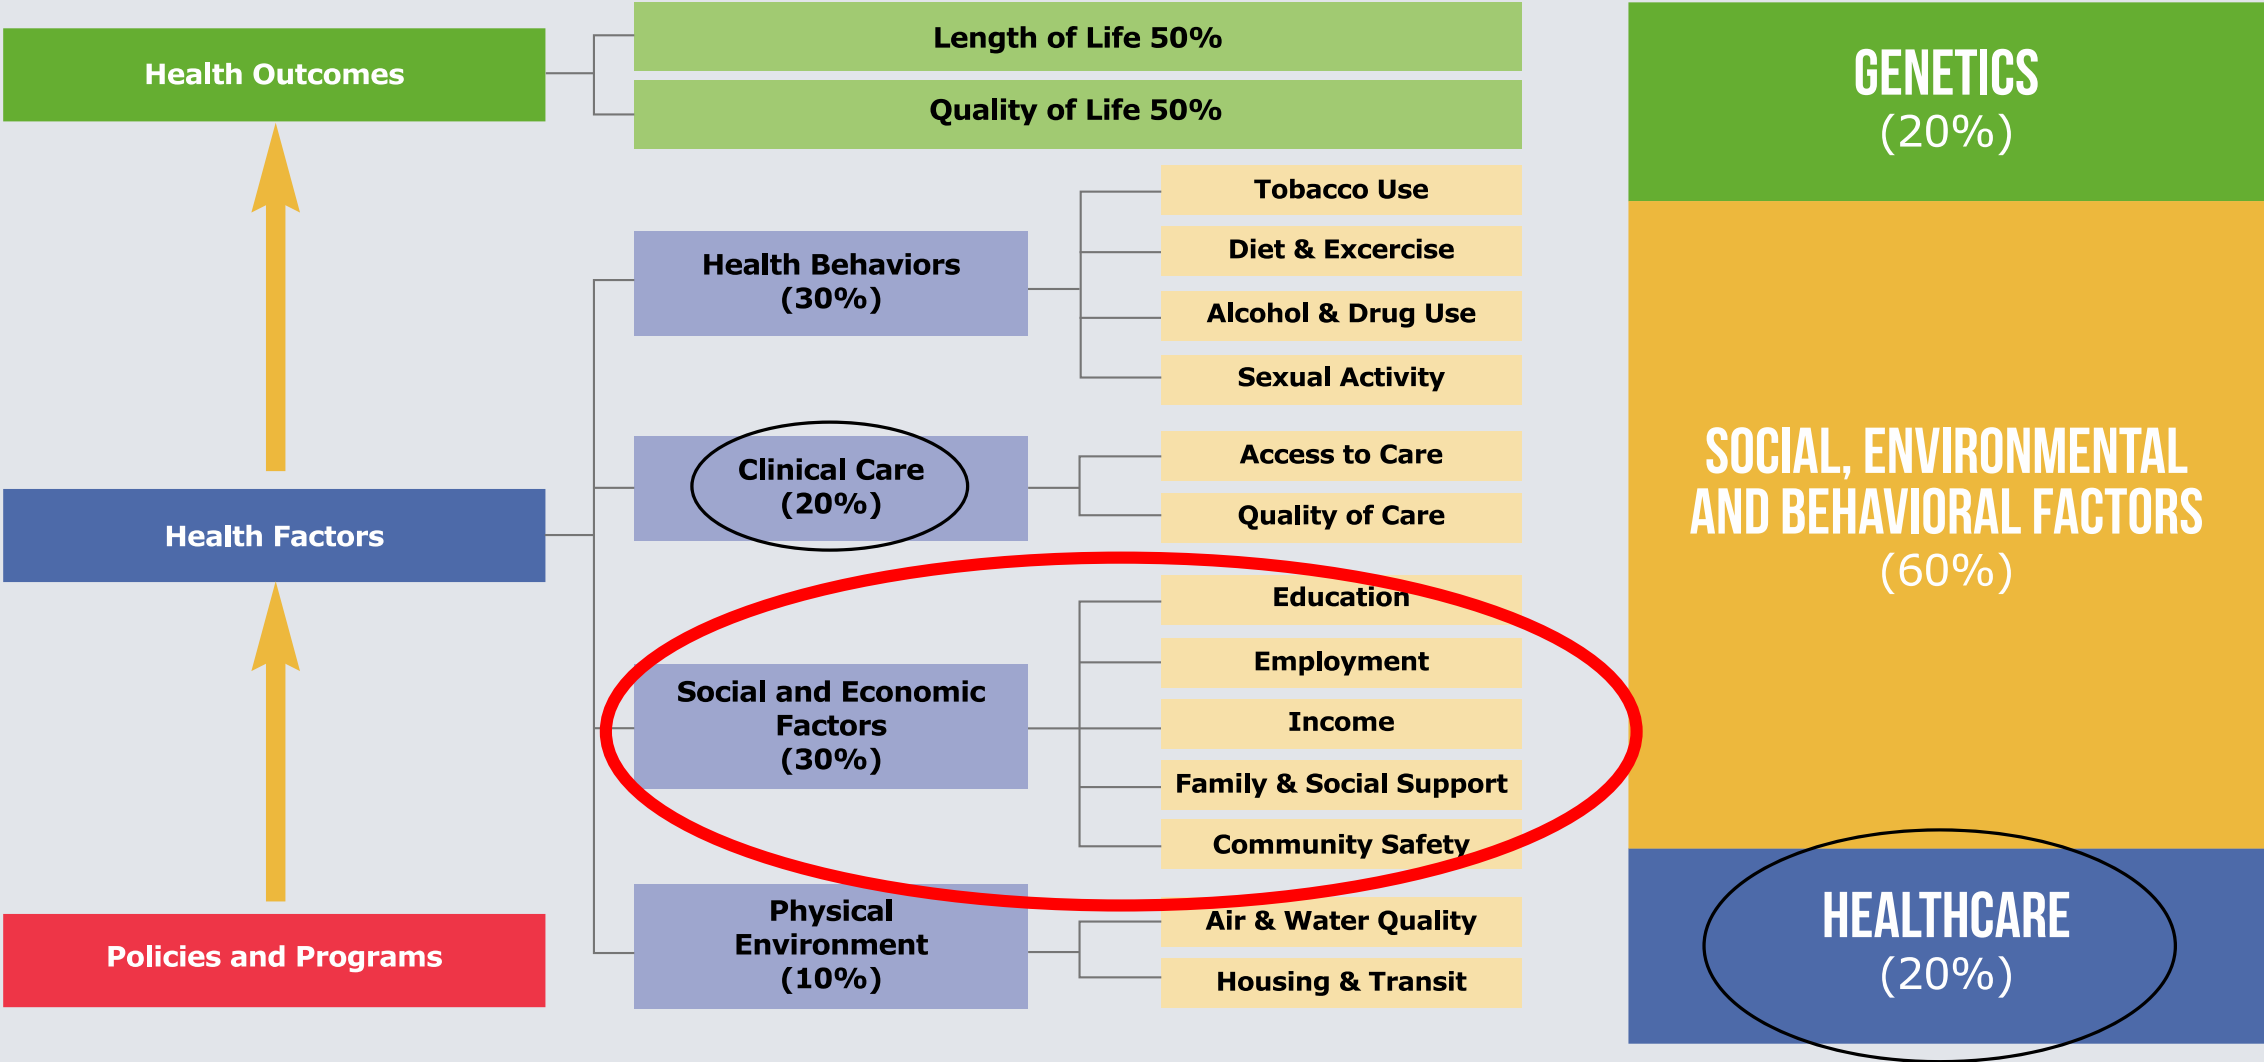 Health Outcomes
Length of Life 50%
Quality of Life 50%
Health Factors
Health Behaviors
(30%)
Tobacco Use
Diet & Excercise
Alcohol & Drug Use
Sexual Activity
Clinical Care
(20%)
Access to Care
Quality of Care
Social and Economic
Factors
(30%)
Education
Employment
Income
Family & Social Support
Community Safety
Physical
Environment
(10%)
Air & Water Quality
Housing & Transit
Policies and Programs
GENETICS
(20%)
SOCIAL, ENVIRONMENTAL
AND BEHAVIORAL FACTORS
(60%)
HEALTHCARE
(20%)